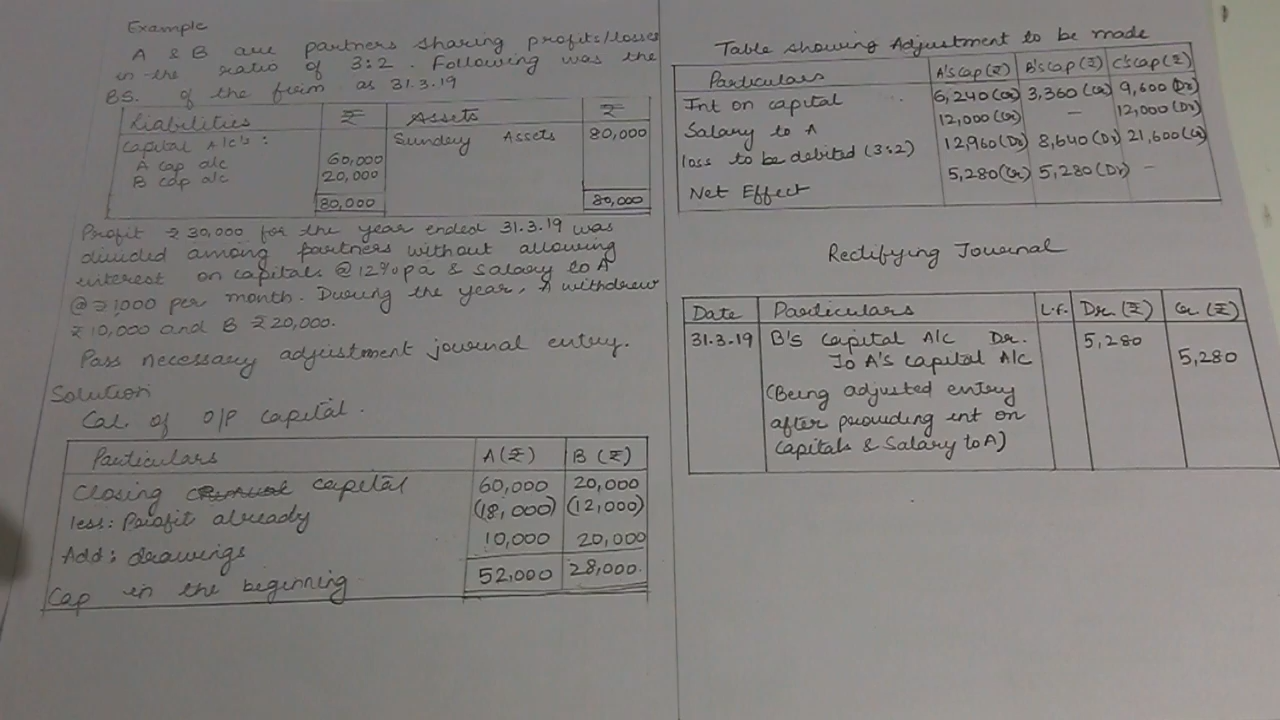 Example
A & B are partners sharing profits/losses
in the ratio of 3:2. Following was the
BS. of the firm as 31.3.19
Liabilities ₹ Assets ₹
Capital A/c's: Sundry Assets 80,000
A cap a/c 60,000
B cap a/c 20,000
80,000 80,000
Profit ₹30,000 for the year ended 31.3.19 was
divided among partners without allowing
interest on capitals @12% pa & salary to A
@ ₹1000 per month. During the year, A withdrew
₹10,000 and B ₹20,000.
Pass necessary adjustment journal entry.
Solution
Cal. of O/P capital.
Particulars A(₹) B (₹)
Closing capital 60,000 20,000
less: Profit already (18,000) (12,000)
Add: drawings 10,000 20,000
Cap in the beginning 52,000 28,000.
Table showing Adjustment to be made
Particulars A's Cap(₹) B's Cap(₹) C's Cap(₹)
Int on capital 6,240(Cr) 3,360(Cr) 9,600(Dr)
Salary to A 12,000(Cr) – 12,000(Dr)
loss to be debited (3:2) 12,960(Dr) 8,640(Dr) 21,600(Cr)
Net Effect 5,280(Cr) 5,280(Dr) –
Rectifying Journal
Date Particulars L.f. Dr. (₹) Cr. (₹)
31.3.19 B's capital A/c Dr. 5,280
To A's capital A/c 5,280
(Being adjusted entry
after providing int on
capitals & Salary to A)